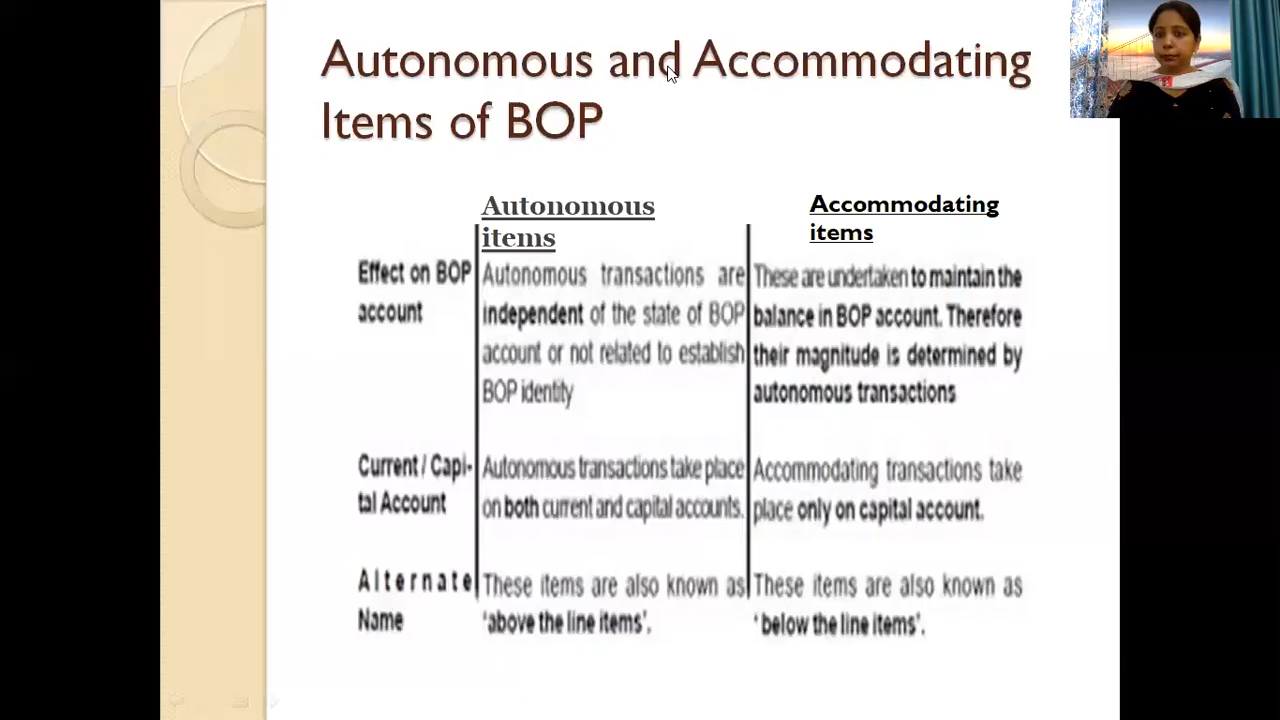 Autonomous and Accommodating
Items of BOP
Autonomous
items
Accommodating
items
Effect on BOP
account
Autonomous transactions are
independent of the state of BOP
account or not related to establish
BOP identity
These are undertaken to maintain the
balance in BOP account. Therefore
their magnitude is determined by
autonomous transactions
Current / Capi-
tal Account
Autonomous transactions take place
on both current and capital accounts.
Accommodating transactions take
place only on capital account.
Alternate
Name
These items are also known as
'above the line items'.
These items are also known as
'below the line items'.